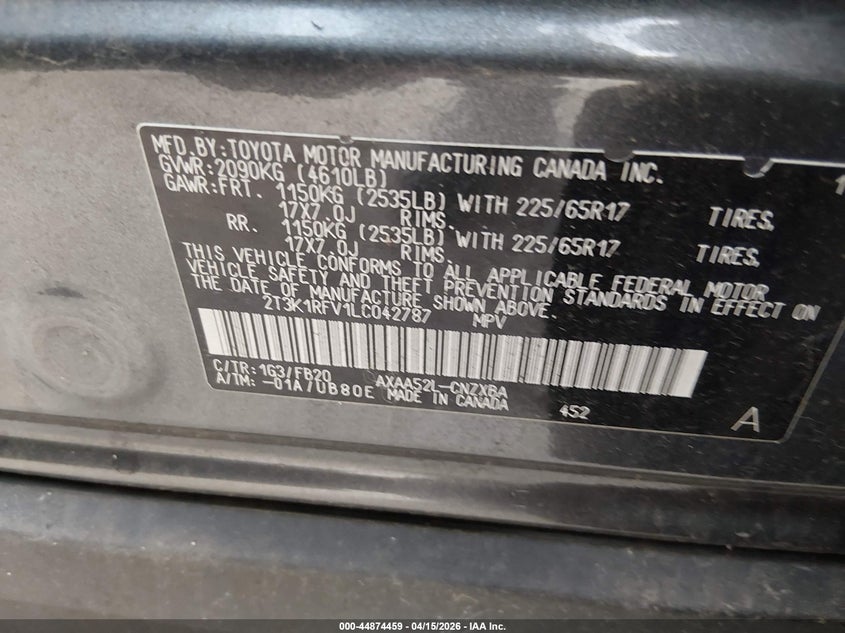 MFD.BY:TOYOTA MOTOR MANUFACTURING CANADA INC.
GVWR:2090KG (4610LB)
GAWR:FRT. 1150KG (2535LB) WITH 225/65R17 TIRES,
17X7.0J RIMS.
RR. 1150KG (2535LB) WITH 225/65R17 TIRES,
17X7.0J RIMS.
THIS VEHICLE CONFORMS TO ALL APPLICABLE FEDERAL MOTOR
VEHICLE SAFETY AND THEFT PREVENTION STANDARDS IN EFFECT ON
THE DATE OF MANUFACTURE SHOWN ABOVE.
2T3K1RFV1LC042787 MPV
C/TR:1G3/FB20 AXAA52L-CNZXBA
A/TM:-01A/UB80E MADE IN CANADA 452
A
000-44874459 - 04/15/2026 - IAA Inc.